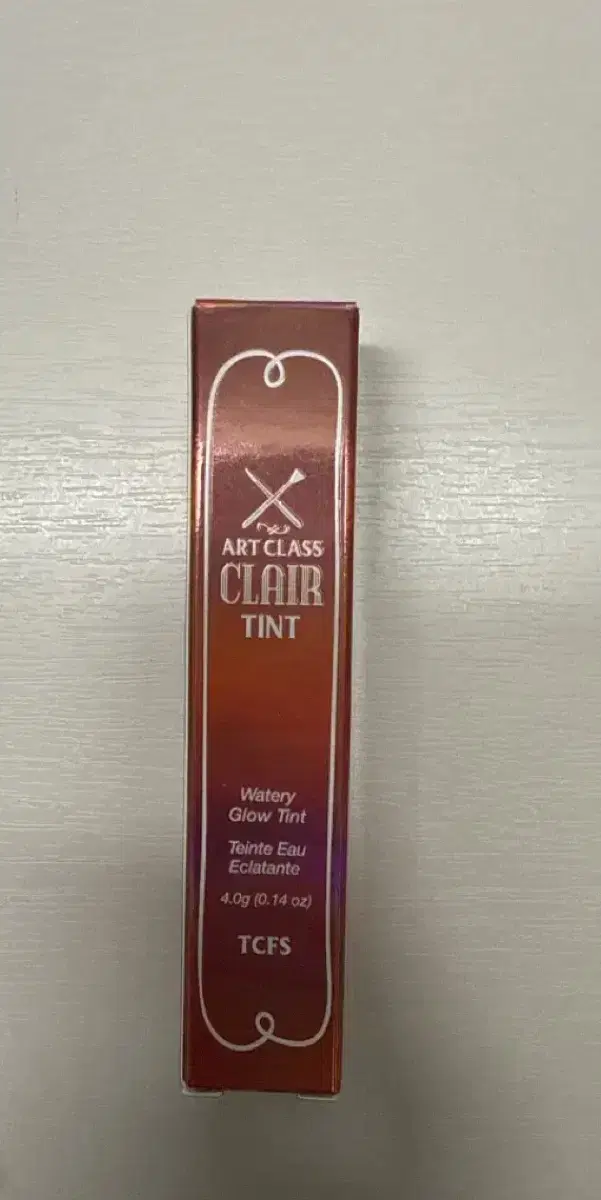 ART CLASS
CLAIR
TINT
Watery
Glow Tint
Teinte Eau
Eclatante
4.0g (0.14 oz)
TCFS